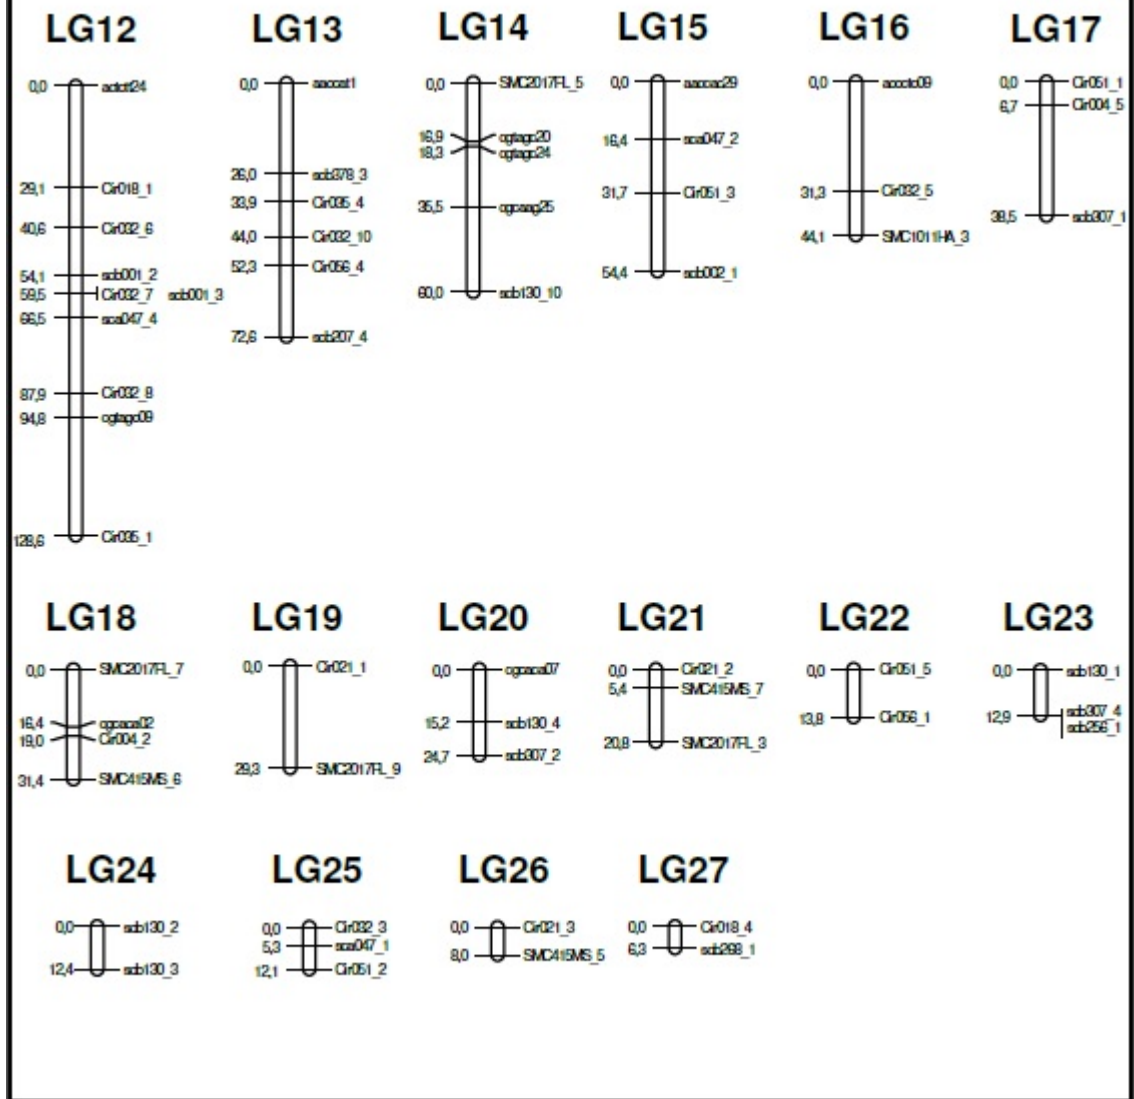 LG12 LG13 LG14 LG15 LG16 LG17
0,0 actctt24
29,1 Cir018_1
40,6 Cir032_6
54,1 scb001_2
59,5 Cir032_7 scb001_3
66,5 sca047_4
87,9 Cir032_8
94,8 cgtagc09
128,6 Cir035_1
0,0 aaccat1
26,0 scb378_3
33,9 Cir035_4
44,0 Cir032_10
52,3 Cir056_4
72,6 scb207_4
0,0 SMC2017FL_5
16,9 cgtagc20
18,3 cgtagc24
35,5 cgcaag25
60,0 scb130_10
0,0 aaccac29
16,4 sca047_2
31,7 Cir051_3
54,4 scb002_1
0,0
31,3 Cir032_5
44,1 SMC1011HA_3
0,0 Cir051_1
6,7 Cir004_5
38,5 scb307_1
LG18 LG19 LG20 LG21 LG22 LG23
0,0 SMC2017FL_7
16,4 cgcaca02
19,0 Cir004_2
31,4 SMC415MS_6
0,0 Cir021_1
29,3 SMC2017FL_9
0,0 cgcaca07
15,2 scb130_4
24,7 scb307_2
0,0 Cir021_2
5,4 SMC415MS_7
20,8 SMC2017FL_3
0,0 Cir051_5
13,8 Cir056_1
0,0 scb130_1
12,9 scb307_4
scb256_1
LG24 LG25 LG26 LG27
0,0 scb130_2
12,4 scb130_3
0,0 Cir032_3
5,3 sca047_1
12,1 Cir051_2
0,0 Cir021_3
8,0 SMC415MS_5
0,0 Cir018_4
6,3 scb268_1